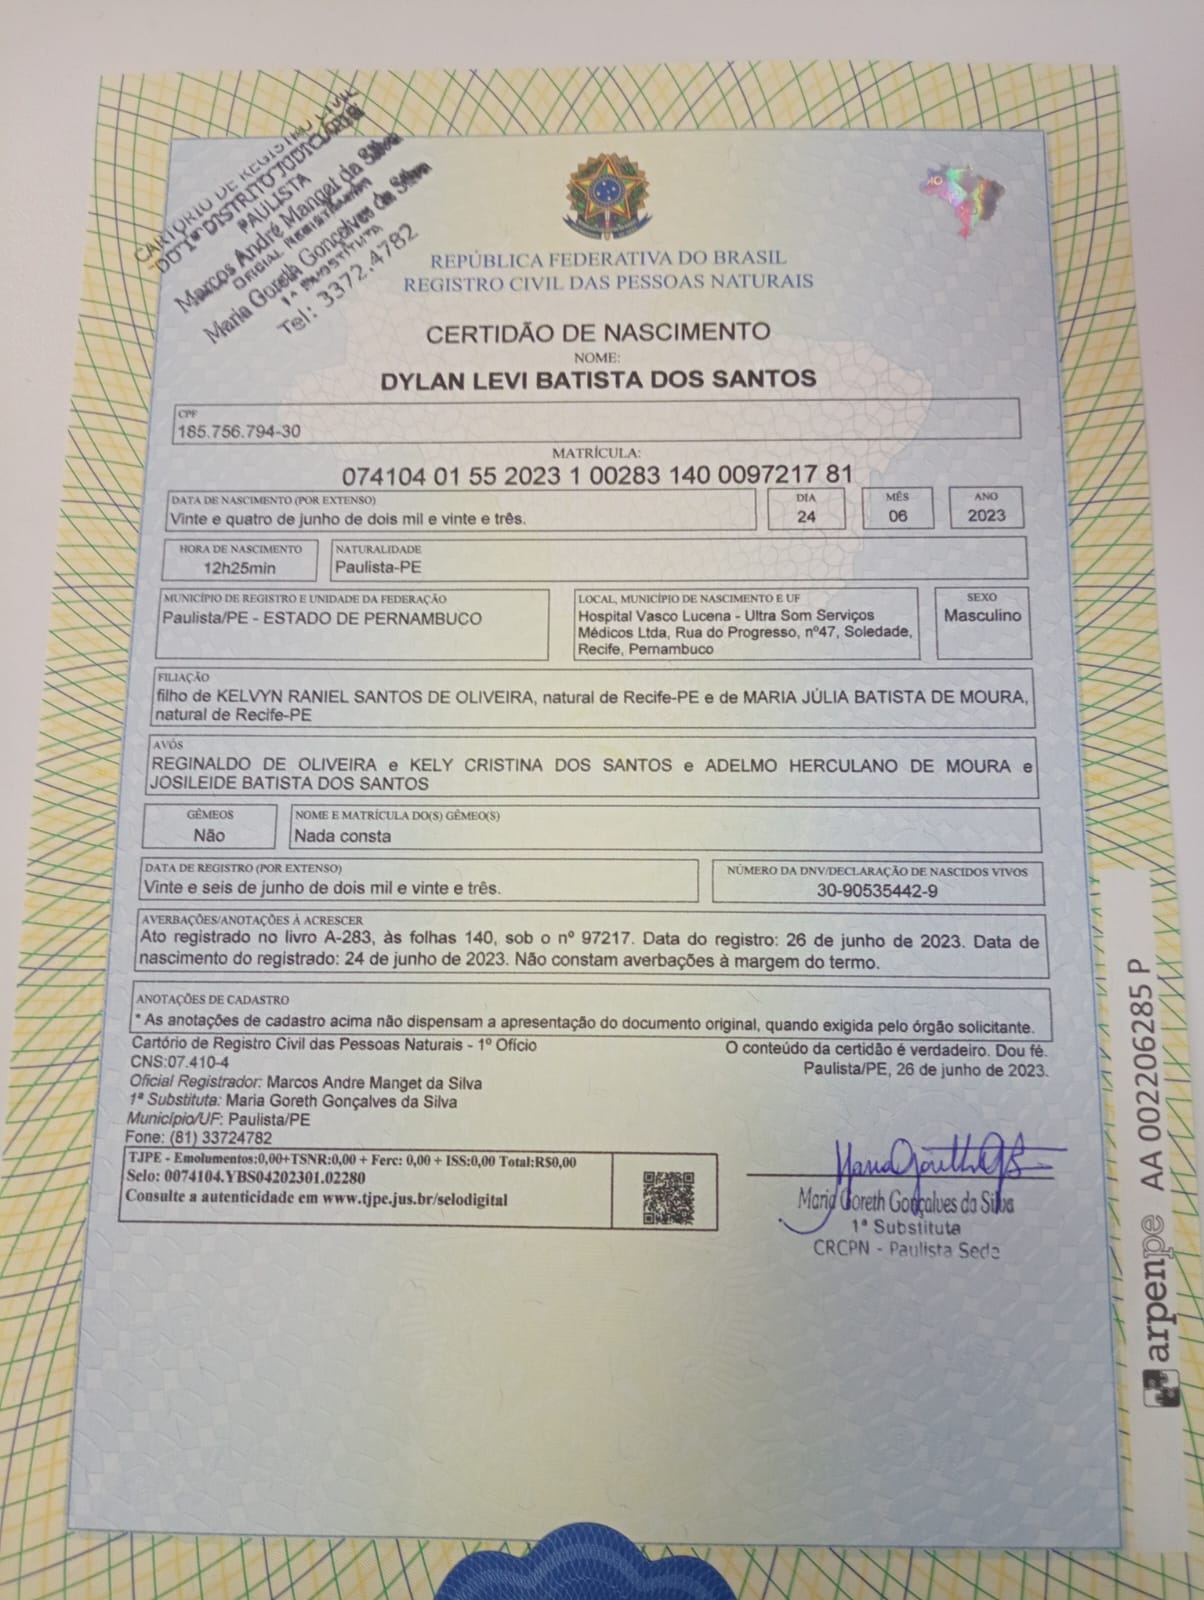 CARTÓRIO DE REGISTRO CIVIL
DO 1º DISTRITO JUDICIÁRIO
PAULISTA
Marcos André Manget da Silva
OFICIAL REGISTRADOR
Maria Goreth Gonçalves da Silva
1ª SUBSTITUTA
Tel: 3372.4782
REPÚBLICA FEDERATIVA DO BRASIL
REGISTRO CIVIL DAS PESSOAS NATURAIS
CERTIDÃO DE NASCIMENTO
NOME:
DYLAN LEVI BATISTA DOS SANTOS
CPF
185.756.794-30
MATRÍCULA:
074104 01 55 2023 1 00283 140 0097217 81
DATA DE NASCIMENTO (POR EXTENSO) DIA MÊS ANO
Vinte e quatro de junho de dois mil e vinte e três. 24 06 2023
HORA DE NASCIMENTO NATURALIDADE
12h25min Paulista-PE
MUNICÍPIO DE REGISTRO E UNIDADE DA FEDERAÇÃO
Paulista/PE - ESTADO DE PERNAMBUCO
LOCAL, MUNICÍPIO DE NASCIMENTO E UF
Hospital Vasco Lucena - Ultra Som Serviços
Médicos Ltda, Rua do Progresso, nº47, Soledade,
Recife, Pernambuco
SEXO
Masculino
FILIAÇÃO
filho de KELVYN RANIEL SANTOS DE OLIVEIRA, natural de Recife-PE e de MARIA JÚLIA BATISTA DE MOURA,
natural de Recife-PE
AVÓS
REGINALDO DE OLIVEIRA e KELY CRISTINA DOS SANTOS e ADELMO HERCULANO DE MOURA e
JOSILEIDE BATISTA DOS SANTOS
GÊMEOS NOME E MATRÍCULA DO(S) GÊMEO(S)
Não Nada consta
DATA DE REGISTRO (POR EXTENSO) NÚMERO DA DNV/DECLARAÇÃO DE NASCIDOS VIVOS
Vinte e seis de junho de dois mil e vinte e três. 30-90535442-9
AVERBAÇÕES/ANOTAÇÕES À ACRESCER
Ato registrado no livro A-283, às folhas 140, sob o nº 97217. Data do registro: 26 de junho de 2023. Data de
nascimento do registrado: 24 de junho de 2023. Não constam averbações à margem do termo.
ANOTAÇÕES DE CADASTRO
* As anotações de cadastro acima não dispensam a apresentação do documento original, quando exigida pelo órgão solicitante.
Cartório de Registro Civil das Pessoas Naturais - 1º Ofício
CNS:07.410-4
Oficial Registrador: Marcos Andre Manget da Silva
1ª Substituta: Maria Goreth Gonçalves da Silva
Município/UF: Paulista/PE
Fone: (81) 33724782
O conteúdo da certidão é verdadeiro. Dou fé.
Paulista/PE, 26 de junho de 2023.
TJPE - Emolumentos:0,00+TSNR:0,00 + Ferc: 0,00 + ISS:0,00 Total:R$0,00
Selo: 0074104.YBS04202301.02280
Consulte a autenticidade em www.tjpe.jus.br/selodigital
Maria Goreth Gonçalves da Silva
1ª Substituta
CRCPN - Paulista Sede
arpenpe AA 002206285 P